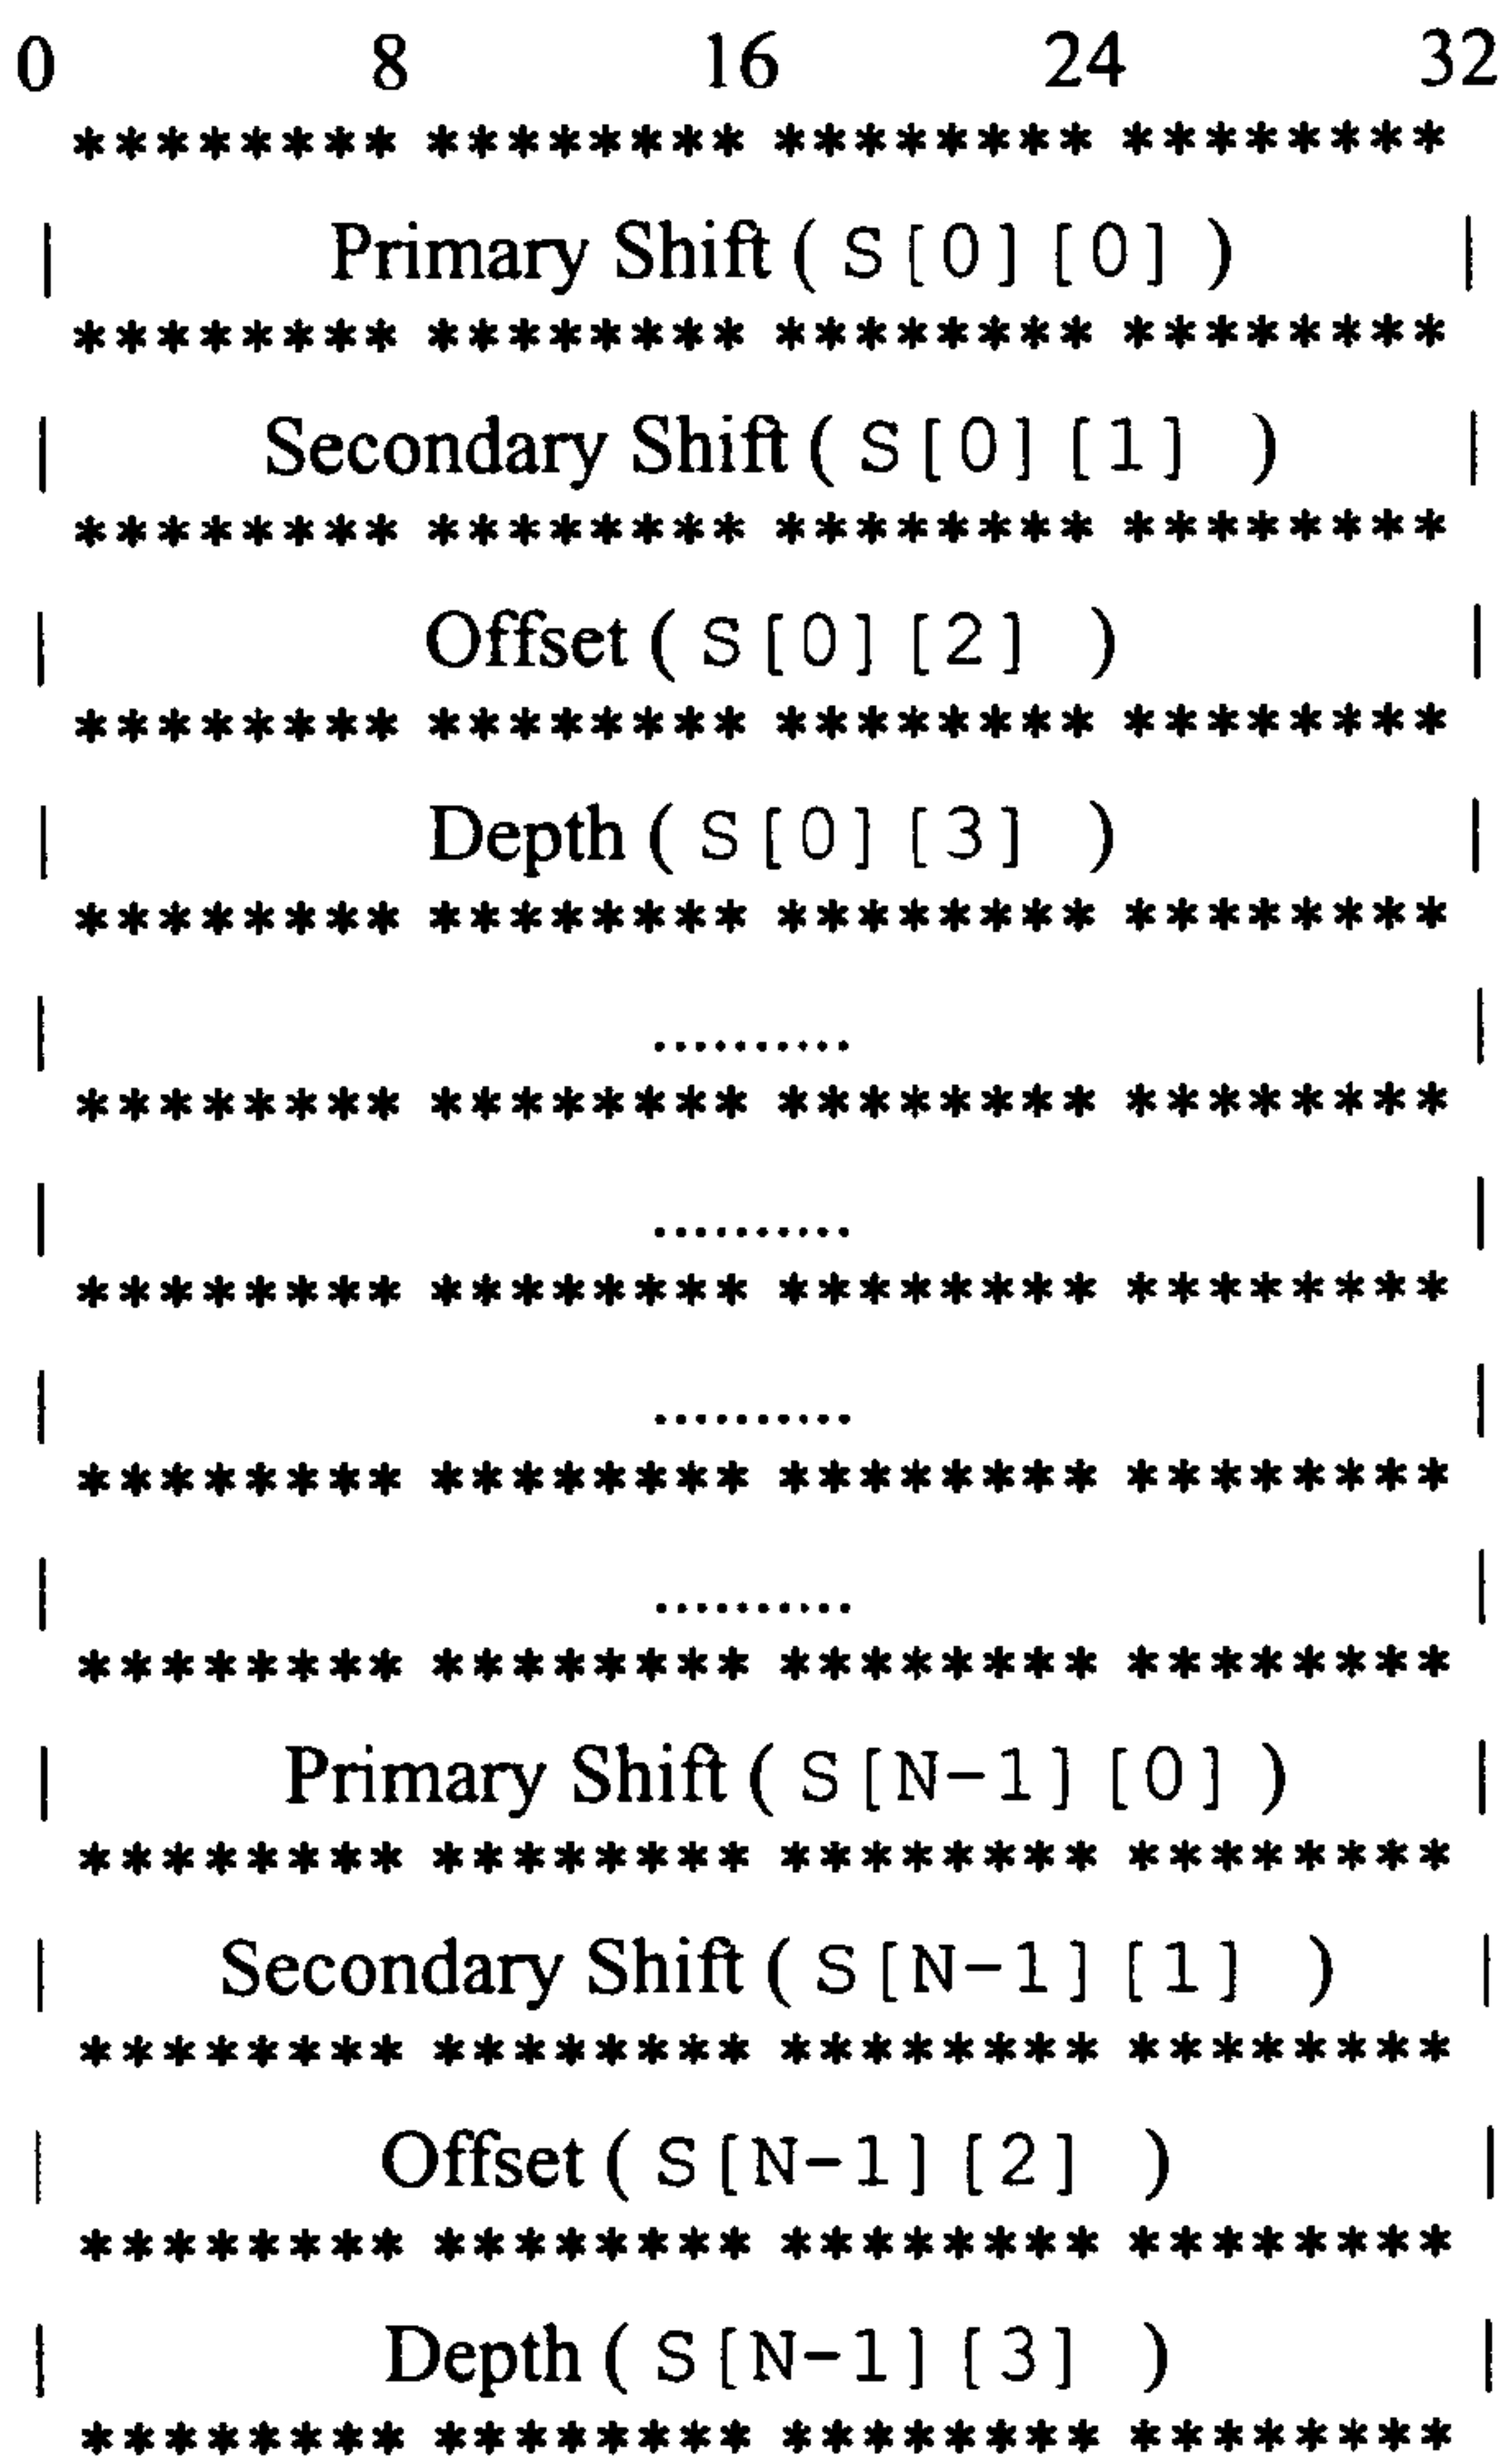 0 8 16 24 32
******** ******** ******** ********
| Primary Shift ( S[0][0] ) |
******** ******** ******** ********
| Secondary Shift ( S[0][1] ) |
******** ******** ******** ********
| Offset ( S[0][2] ) |
******** ******** ******** ********
| Depth ( S[0][3] ) |
******** ******** ******** ********
| .......... |
******** ******** ******** ********
| .......... |
******** ******** ******** ********
| .......... |
******** ******** ******** ********
| .......... |
******** ******** ******** ********
| Primary Shift ( S[N-1][0] ) |
******** ******** ******** ********
| Secondary Shift ( S[N-1][1] ) |
******** ******** ******** ********
| Offset ( S[N-1][2] ) |
******** ******** ******** ********
| Depth ( S[N-1][3] ) |
******** ******** ******** ********